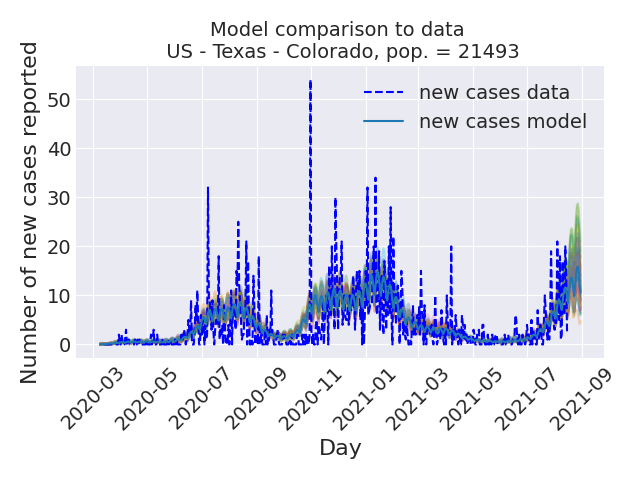 Model comparison to data
US - Texas - Colorado, pop. = 21493
Number of new cases reported
50
40
30
20
10
0
new cases data
new cases model
2020-03
2020-05
2020-07
2020-09
2020-11
2021-01
2021-03
2021-05
2021-07
2021-09
Day